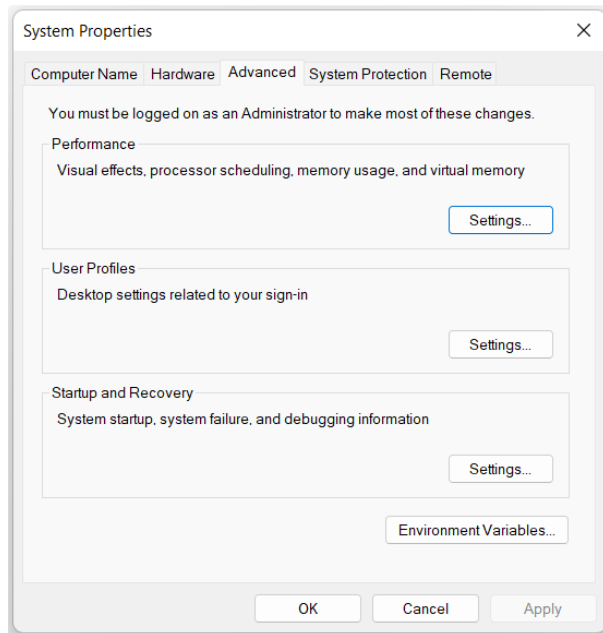 System Properties
Computer Name Hardware Advanced System Protection Remote
You must be logged on as an Administrator to make most of these changes.
Performance
Visual effects, processor scheduling, memory usage, and virtual memory
Settings...
User Profiles
Desktop settings related to your sign-in
Settings...
Startup and Recovery
System startup, system failure, and debugging information
Settings...
Environment Variables...
OK Cancel Apply